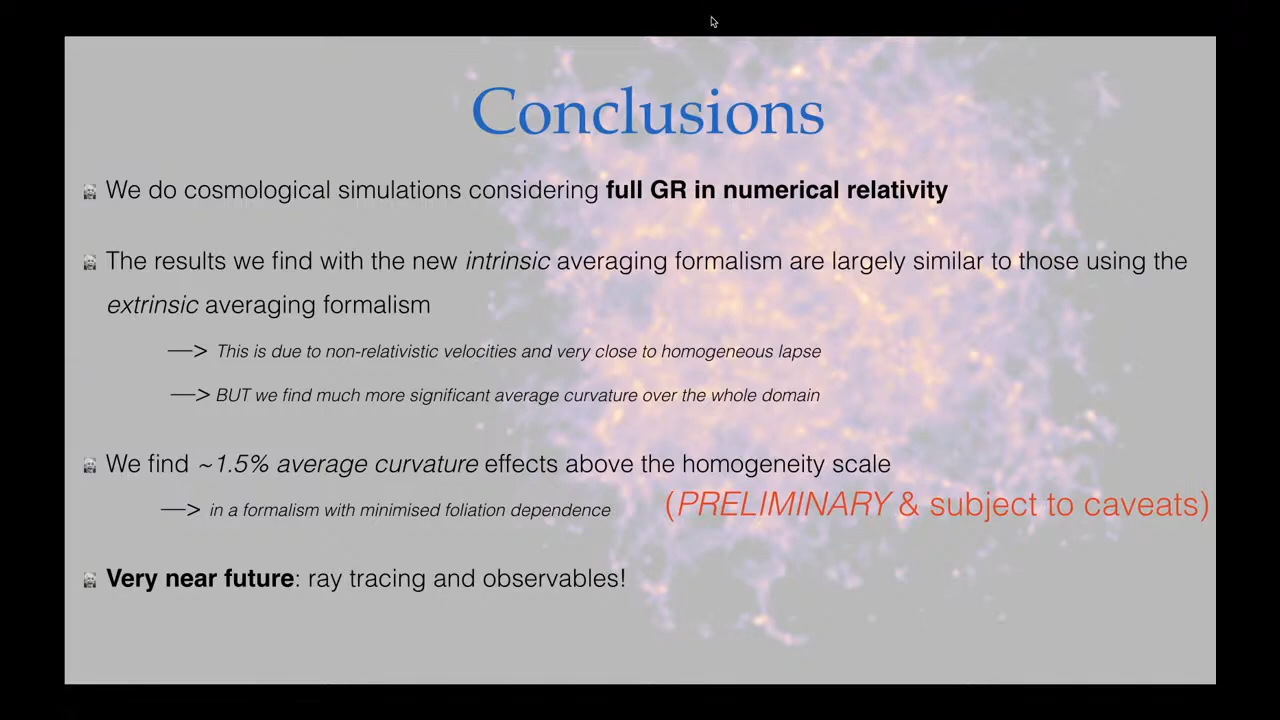 Conclusions
We do cosmological simulations considering full GR in numerical relativity
The results we find with the new intrinsic averaging formalism are largely similar to those using the
extrinsic averaging formalism
—> This is due to non-relativistic velocities and very close to homogeneous lapse
—> BUT we find much more significant average curvature over the whole domain
We find ~1.5% average curvature effects above the homogeneity scale
—> in a formalism with minimised foliation dependence
(PRELIMINARY & subject to caveats)
Very near future: ray tracing and observables!